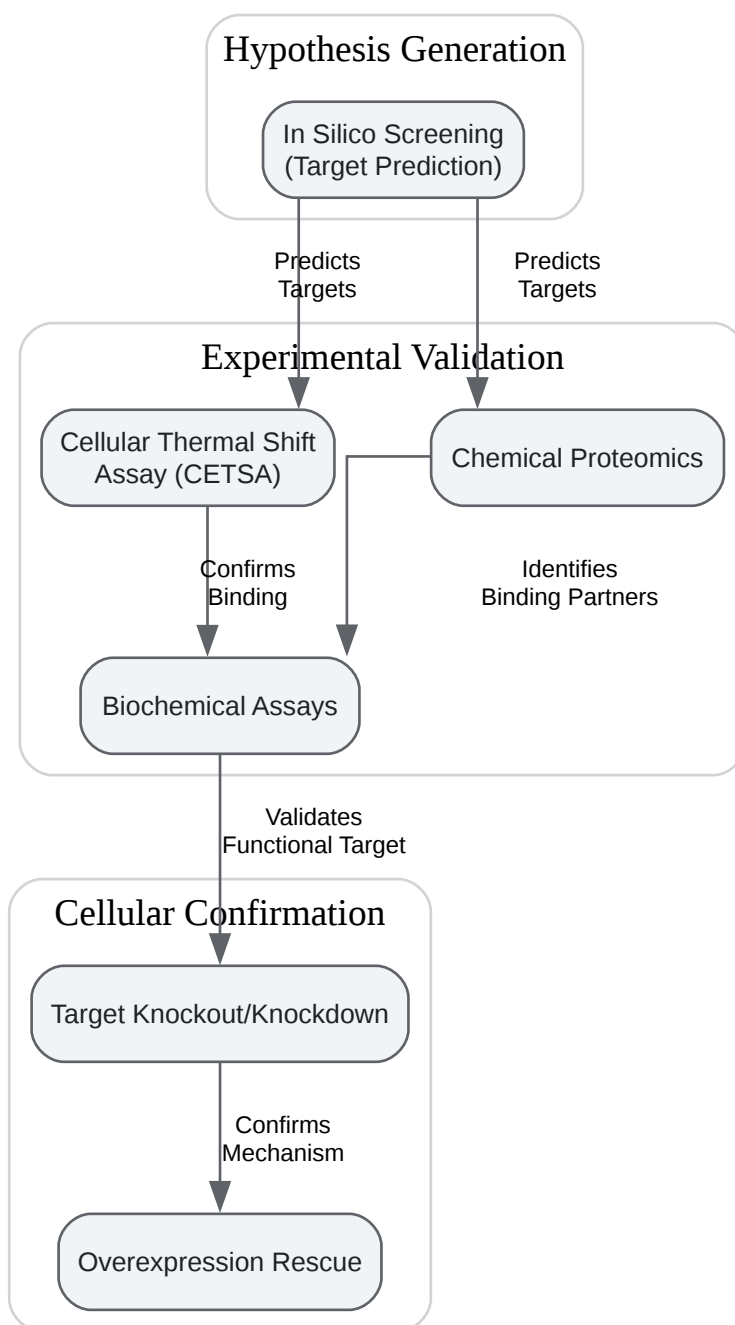 Hypothesis Generation
In Silico Screening
(Target Prediction)
Predicts
Targets
Predicts
Targets
Experimental Validation
Cellular Thermal Shift
Assay (CETSA)
Chemical Proteomics
Confirms
Binding
Identifies
Binding Partners
Biochemical Assays
Validates
Functional Target
Cellular Confirmation
Target Knockout/Knockdown
Confirms
Mechanism
Overexpression Rescue